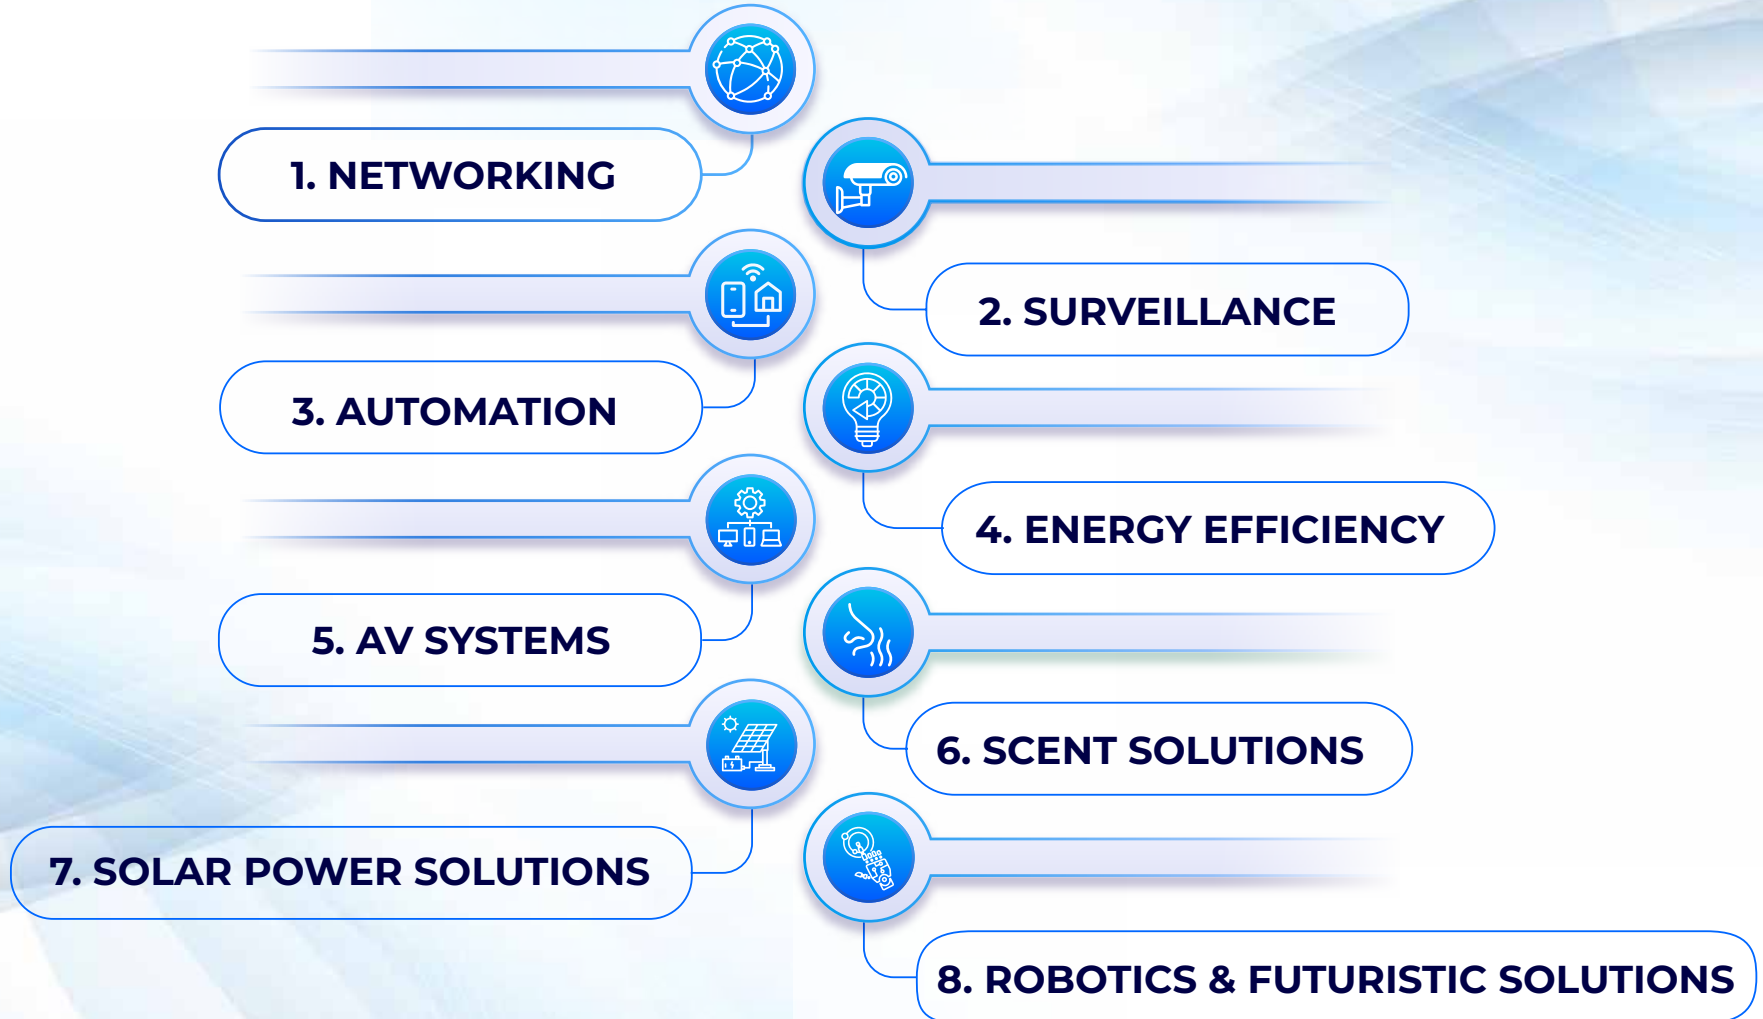 1. NETWORKING
2. SURVEILLANCE
3. AUTOMATION
4. ENERGY EFFICIENCY
5. AV SYSTEMS
6. SCENT SOLUTIONS
7. SOLAR POWER SOLUTIONS
8. ROBOTICS & FUTURISTIC SOLUTIONS